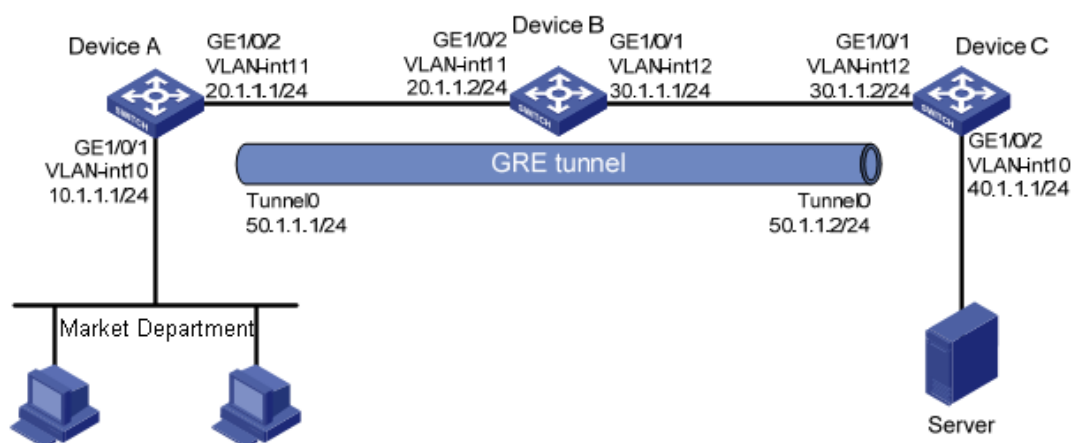 Device A
GE1/0/2
VLAN-int11
20.1.1.1/24
GE1/0/2
VLAN-int11
20.1.1.2/24
Device B
GE1/0/1
VLAN-int12
30.1.1.1/24
GE1/0/1
VLAN-int12
30.1.1.2/24
Device C
SWITCH
SWITCH
SWITCH
GE1/0/1
VLAN-int10
10.1.1.1/24
GRE tunnel
GE1/0/2
VLAN-int10
40.1.1.1/24
Tunnel0
50.1.1.1/24
Tunnel0
50.1.1.2/24
Market Department
Server